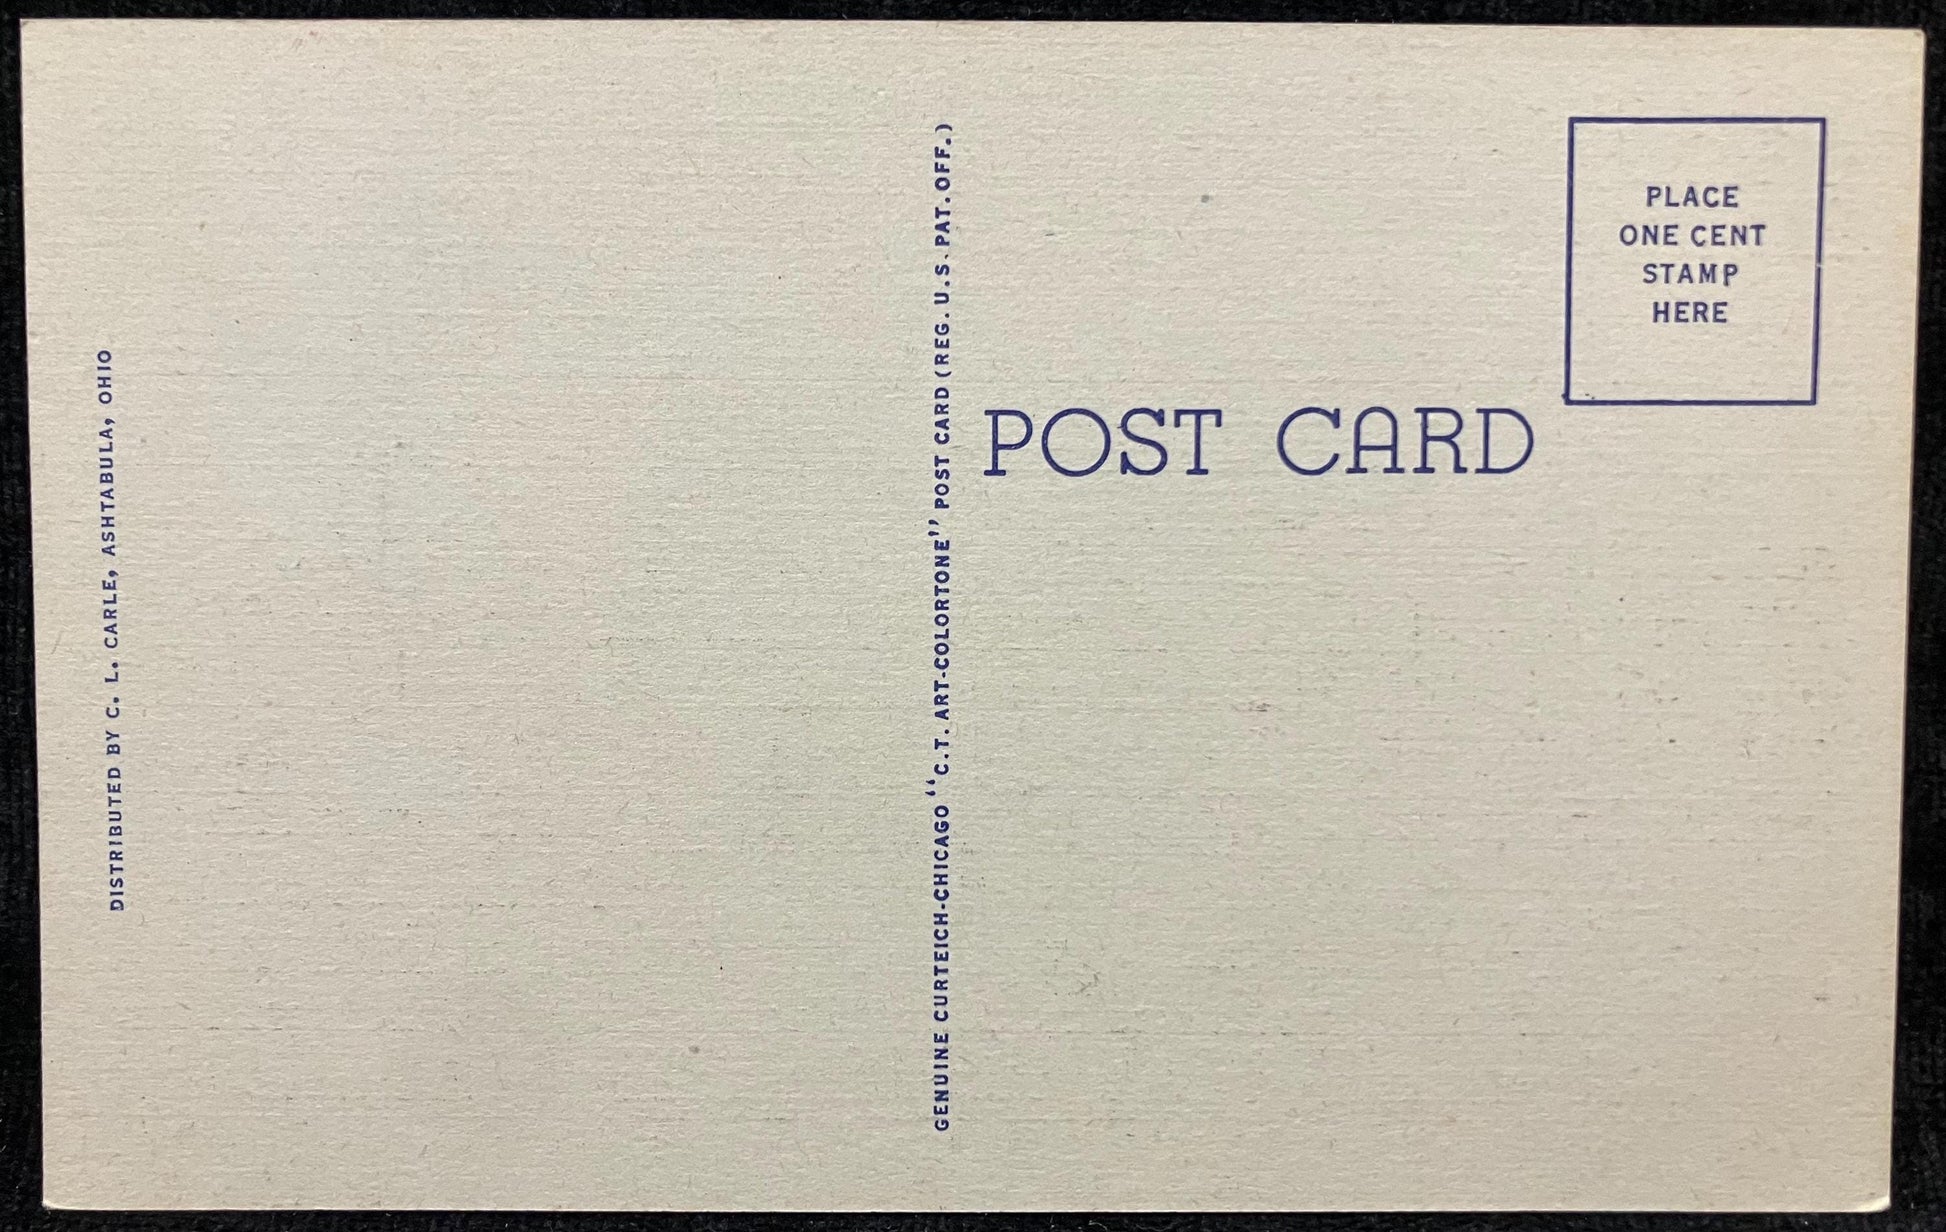 DISTRIBUTED BY C. L. CARLE, ASHTABULA, OHIO
GENUINE CURTEICH-CHICAGO "C.T. ART-COLORTONE" POST CARD (REG. U.S. PAT. OFF.)
POST CARD
PLACE
ONE CENT
STAMP
HERE